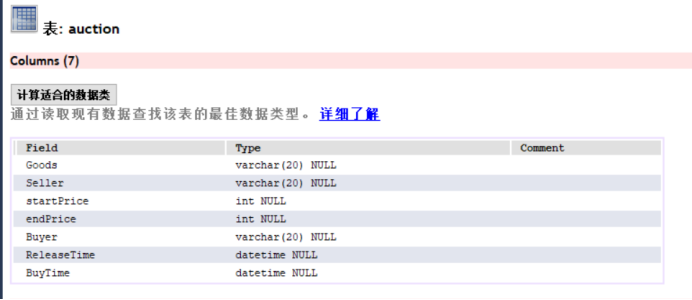 表: auction
Columns (7)
计算适合的数据类
通过读取现有数据查找该表的最佳数据类型。 详细了解
Field Type Comment
Goods varchar(20) NULL
Seller varchar(20) NULL
startPrice int NULL
endPrice int NULL
Buyer varchar(20) NULL
ReleaseTime datetime NULL
BuyTime datetime NULL